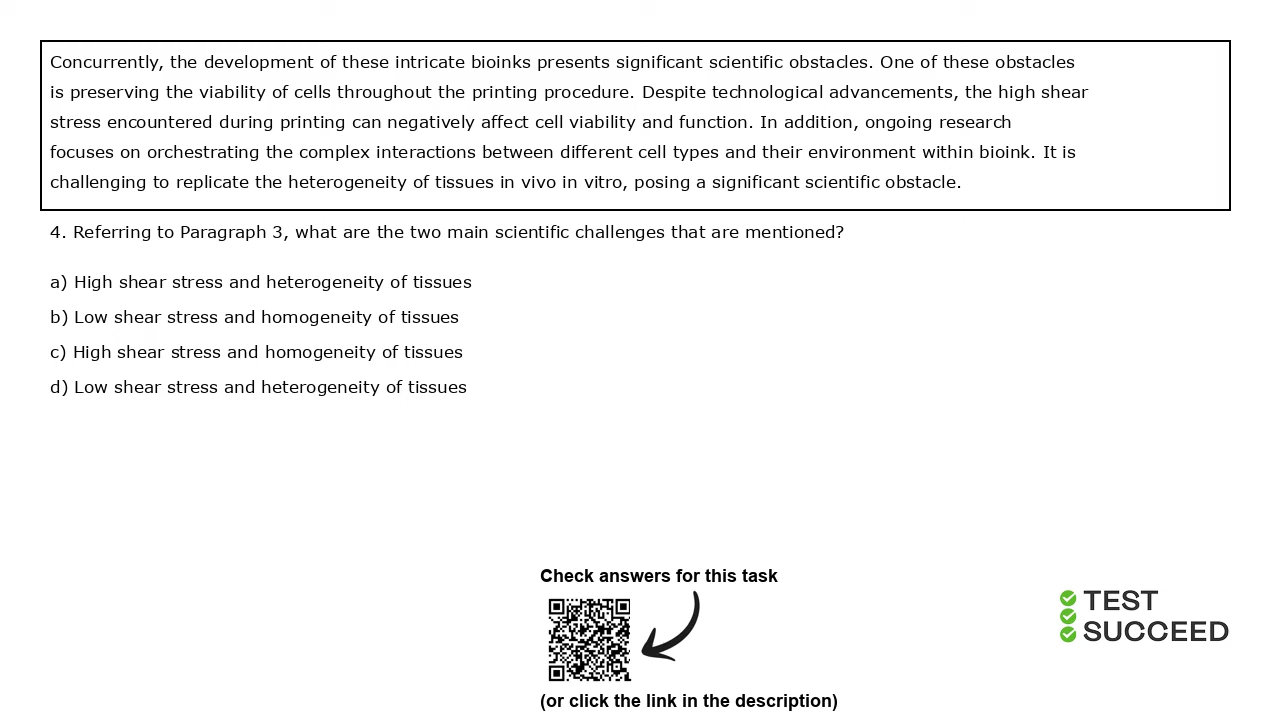 Concurrently, the development of these intricate bioinks presents significant scientific obstacles. One of these obstacles
is preserving the viability of cells throughout the printing procedure. Despite technological advancements, the high shear
stress encountered during printing can negatively affect cell viability and function. In addition, ongoing research
focuses on orchestrating the complex interactions between different cell types and their environment within bioink. It is
challenging to replicate the heterogeneity of tissues in vivo in vitro, posing a significant scientific obstacle.
4. Referring to Paragraph 3, what are the two main scientific challenges that are mentioned?
a) High shear stress and heterogeneity of tissues
b) Low shear stress and homogeneity of tissues
c) High shear stress and homogeneity of tissues
d) Low shear stress and heterogeneity of tissues
Check answers for this task
(or click the link in the description)
TEST
SUCCEED